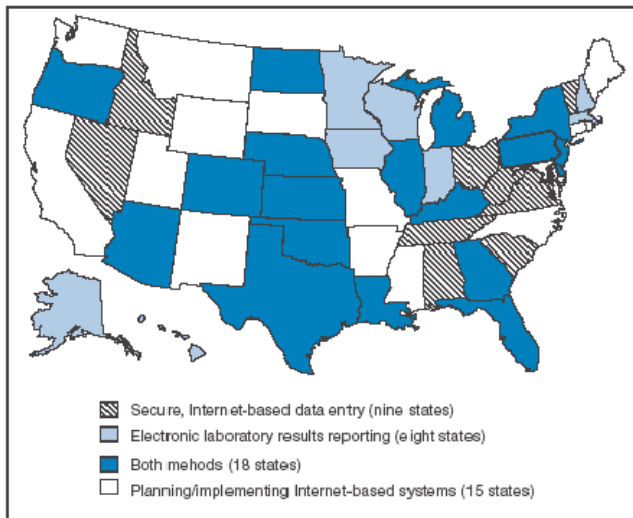 Secure, Internet-based data entry (nine states)
Electronic laboratory results reporting (eight states)
Both mehods (18 states)
Planning/implementing Internet-based systems (15 states)